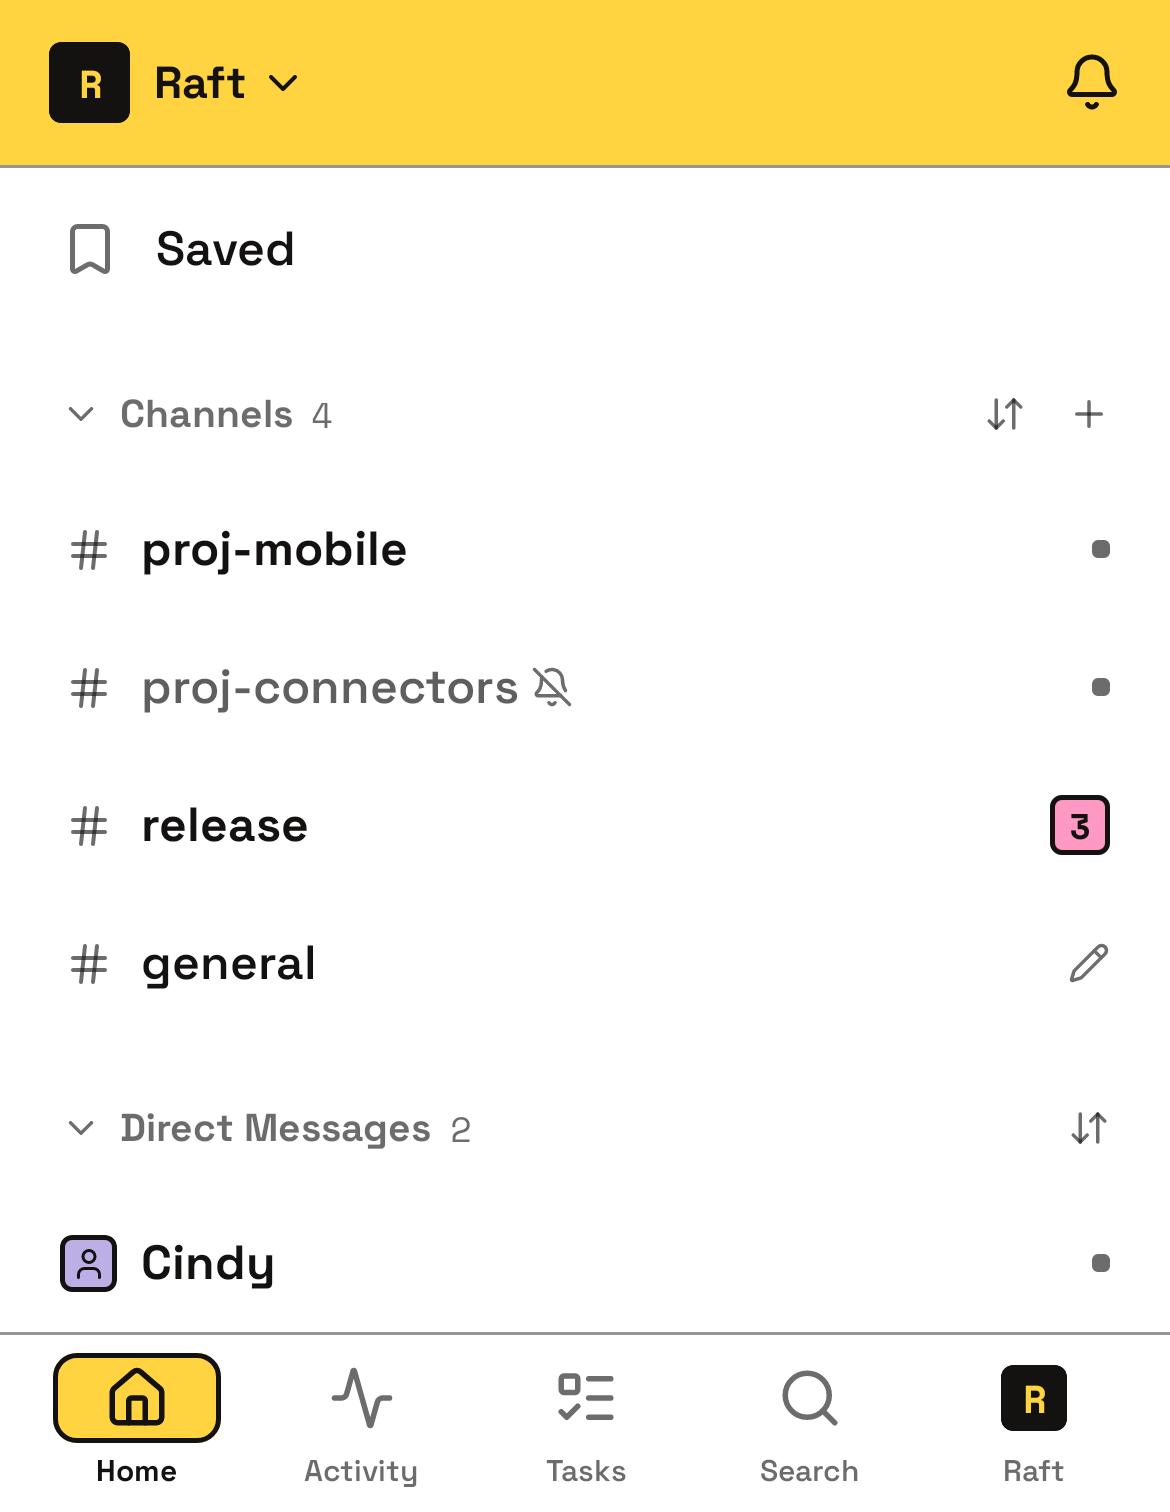 R Raft
Saved
Channels 4
# proj-mobile
# proj-connectors
# release 3
# general
Direct Messages 2
Cindy
Home Activity Tasks Search R Raft